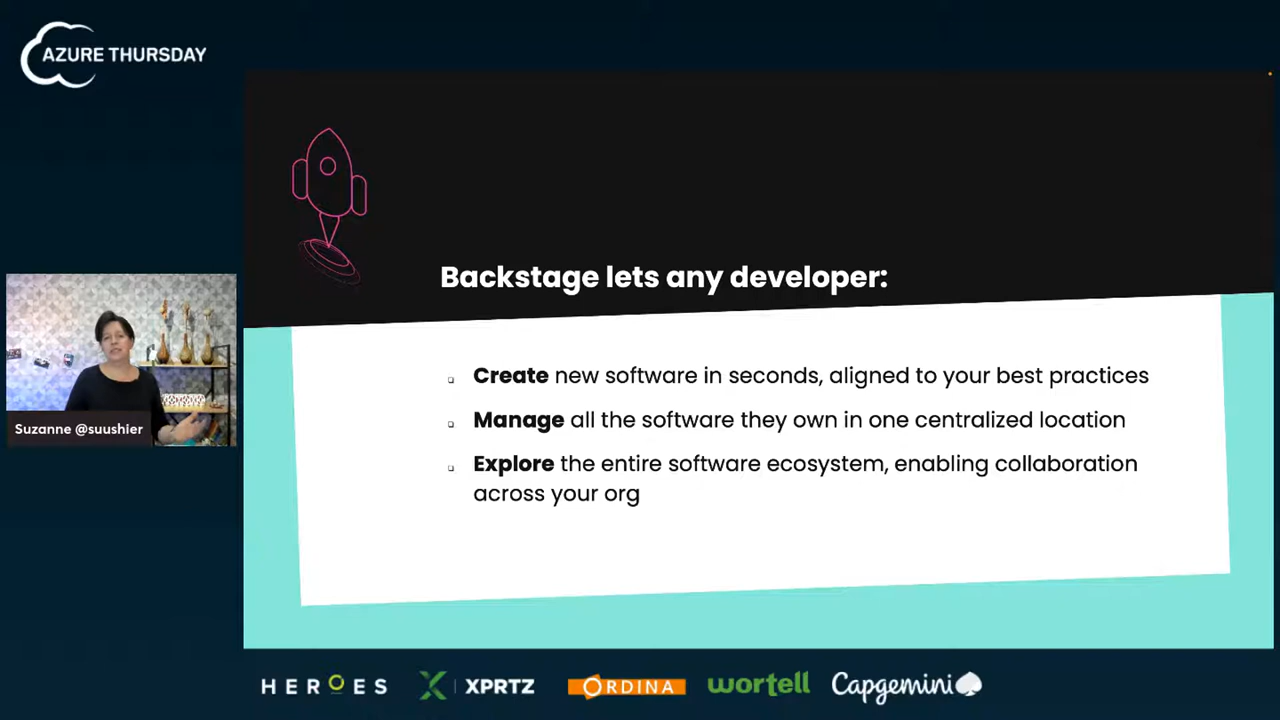 AZURE THURSDAY
Backstage lets any developer:
Create new software in seconds, aligned to your best practices
Manage all the software they own in one centralized location
Explore the entire software ecosystem, enabling collaboration
across your org
Suzanne @suushier
HEROES
XPRTZ
ORDINA
wortell
Capgemini